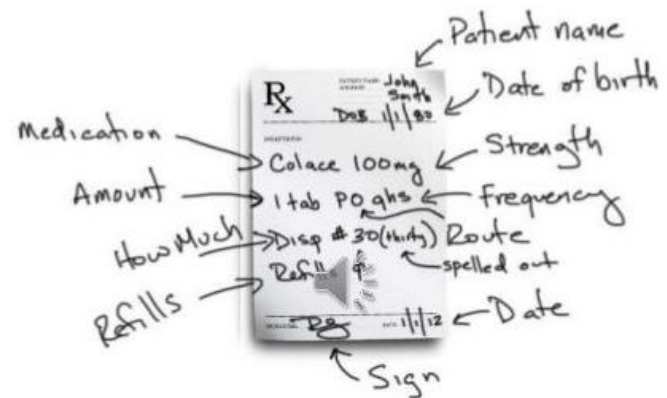 Patient name
Rx
John
Smith
Date of birth
DOB 1/1/80
Medication
Colace 100mg
Strength
Amount
1 tab PO qhs
Frequency
How Much
Disp # 30 (thirty)
Route
spelled out
Refills
Refill
1/1/12
Date
Sign